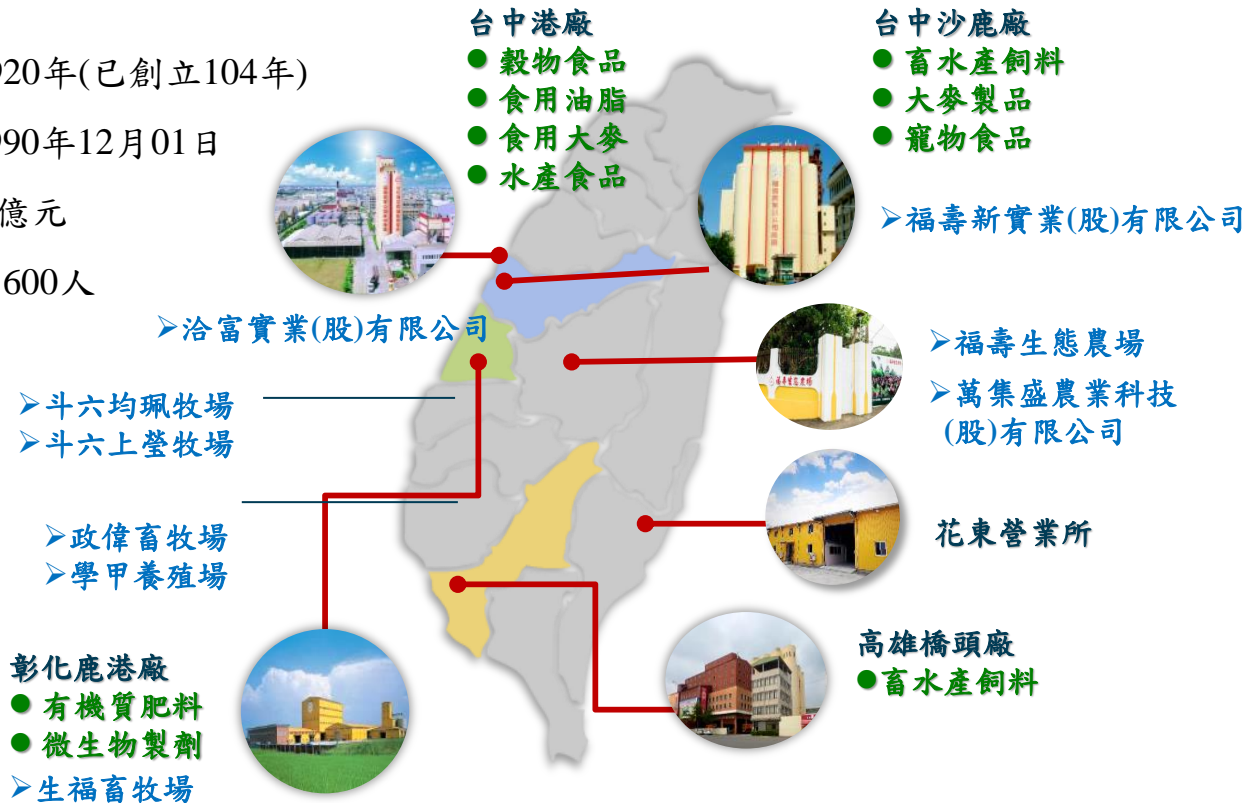 920年(已創立104年)
990年12月01日
億元
600人
台中港廠
● 穀物食品
● 食用油脂
● 食用大麥
● 水產食品
台中沙鹿廠
● 畜水產飼料
● 大麥製品
● 寵物食品
➢福壽新實業(股)有限公司
➢洽富實業(股)有限公司
➢福壽生態農場
➢萬集盛農業科技
(股)有限公司
➢斗六均珮牧場
➢斗六上瑩牧場
花東營業所
➢政偉畜牧場
➢學甲養殖場
高雄橋頭廠
●畜水產飼料
彰化鹿港廠
● 有機質肥料
● 微生物製劑
➢生福畜牧場
福壽生態農場